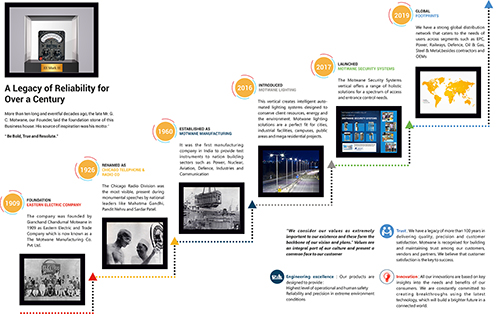 A Legacy of Reliability for
Over a Century
More than ten long and eventful decades ago, the late Mr. G.
C. Motwane, our Founder, laid the foundation stone of this
Business house. His source of inspiration was his motto '
" Be Bold, True and Resolute. "
1909
FOUNDATION
EASTERN ELECTRIC COMPANY
The company was founded by
Gianchand Chandumal Motwane in
1909 as Eastern Electric and Trade
Company which is now known as a
The Motwane Manufacturing Co.
Pvt Ltd.
1926
RENAMED AS
CHICAGO TELEPHONE &
RADIO CO
The Chicago Radio Division was
the most visible, present during
monumental speeches by national
leaders like Mahatma Gandhi,
Pandit Nehru and Sardar Patel.
1960
ESTABLISHED AS
MOTWANE MANUFACTURING
It was the first manufacturing
company in India to provide test
instruments to nation building
sectors such as Power, Nuclear,
Aviation, Defence, Industries and
Communication
2010
INTRODUCED
MOTWANE LIGHTING
This vertical creates intelligent auto-
mated lighting systems designed to
conserve client resources, energy and
the environment. Motwane lighting
solutions are a perfect fit for cities,
industrial facilities, campuses, public
areas and mega residential projects.
2017
LAUNCHED
MOTWANE SECURITY SYSTEMS
The Motwane Security Systems
vertical offers a range of holistic
solutions for a spectrum of access
and entrance control needs.
2019
GLOBAL
FOOTPRINTS
We have a strong global distribution
network that caters to the needs of
users across segments such as EPC,
Power, Railways, Defence, Oil & Gas,
Steel & Metal,besides contractors and
OEMs
"We consider our values as extremely
important to our existence and these form the
backbone of our vision and plans." Values are
an integral part of our culture and present a
common face to our customer
Engineering excellence : Our products are
designed to provide :
Highest level of operational and human safety
Reliability and precision in extreme environment
conditions
Trust : We have a legacy of more than 100 years in
delivering quality, precision and customer
satisfaction. Motwane is recognised for building
and maintaining trust among our customers,
vendors and partners. We believe that customer
satisfaction is the key to success.
Innovation: All our innovations are based on key
insights into the needs and benefits of our
consumers. We are constantly committed to
creating breakthroughs using the latest
technology, which will build a brighter future in a
connected world.